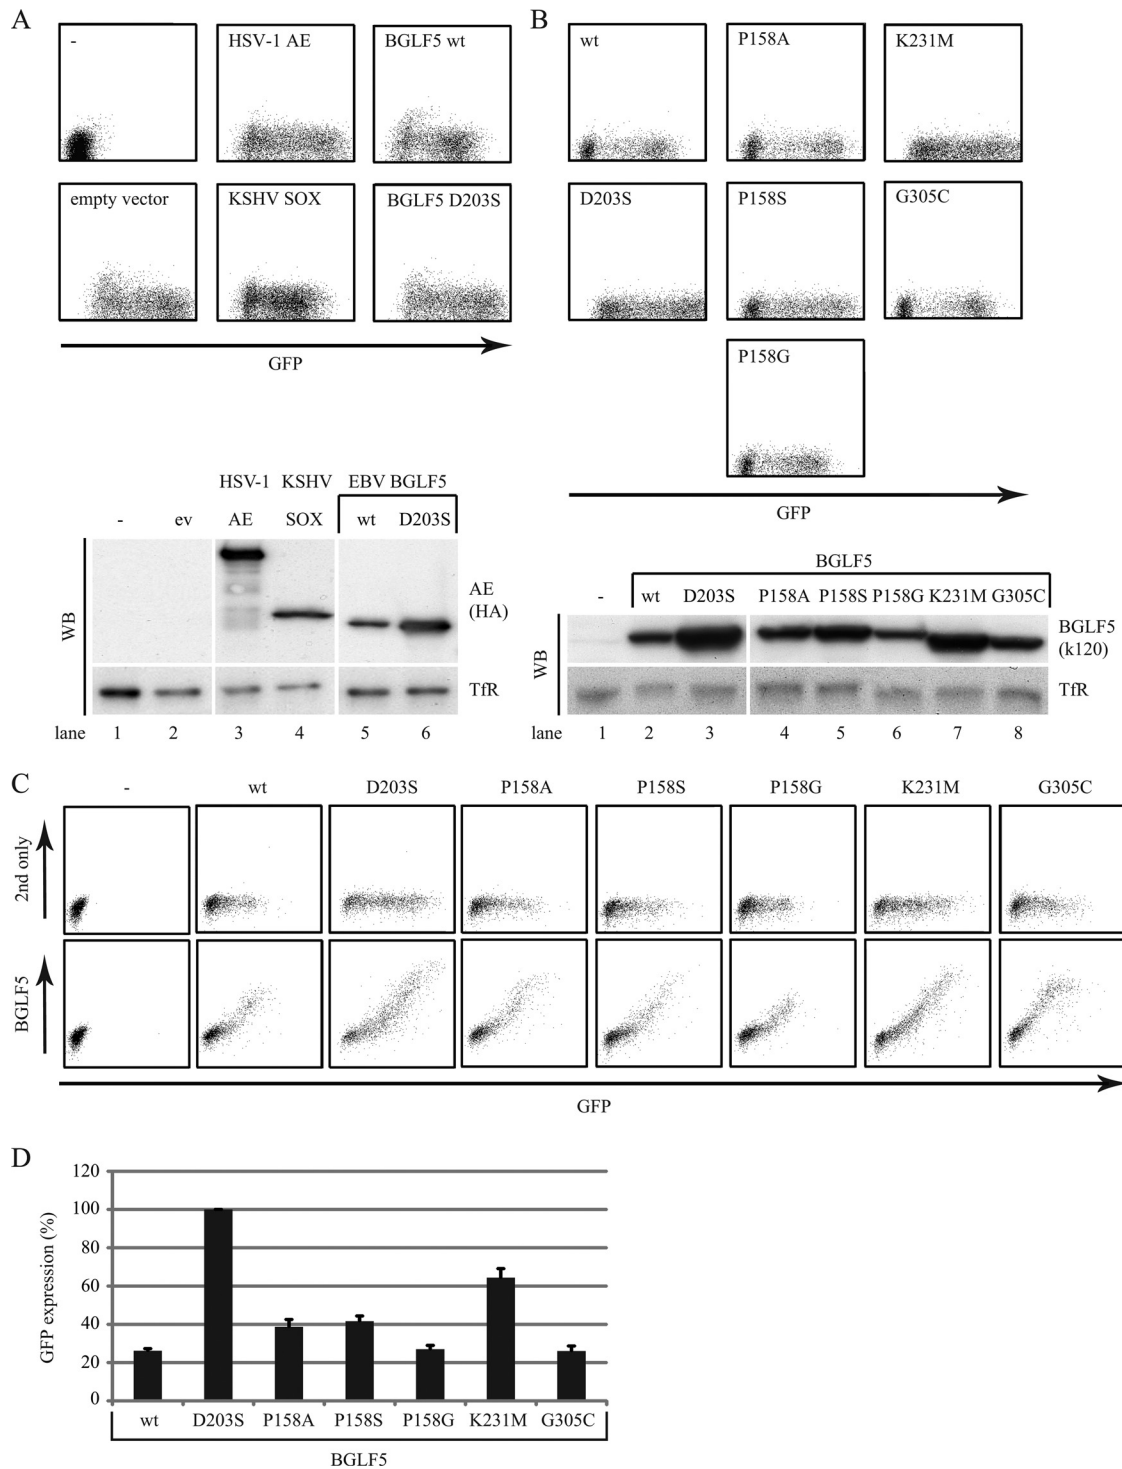 A
B
- HSV-1 AE BGLF5 wt
wt P158A K231M
empty vector KSHV SOX BGLF5 D203S
D203S P158S G305C
GFP
P158G
GFP
HSV-1 KSHV EBV BGLF5
- ev AE SOX wt D203S
WB
AE
(HA)
TfR
lane 1 2 3 4 5 6
BGLF5
- wt D203S P158A P158S P158G K231M G305C
WB
BGLF5
(k120)
TfR
lane 1 2 3 4 5 6 7 8
C
- wt D203S P158A P158S P158G K231M G305C
2nd only
BGLF5
GFP
D
GFP expression (%)
120
100
80
60
40
20
0
wt D203S P158A P158S P158G K231M G305C
BGLF5